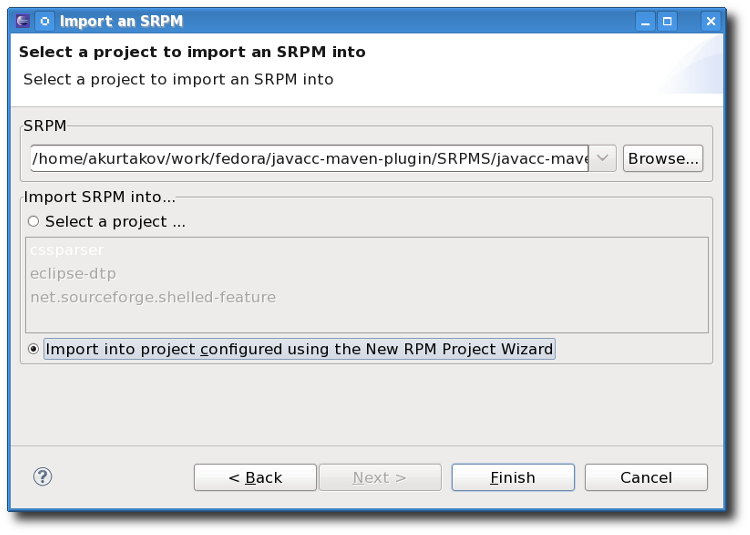 Import an SRPM
Select a project to import an SRPM into
Select a project to import an SRPM into
SRPM
/home/akurtakov/work/fedora/javacc-maven-plugin/SRPMS/javacc-mave
Browse...
Import SRPM into...
Select a project ...
cssparser
eclipse-dtp
net.sourceforge.shelled-feature
Import into project configured using the New RPM Project Wizard
?
< Back
Next >
Finish
Cancel